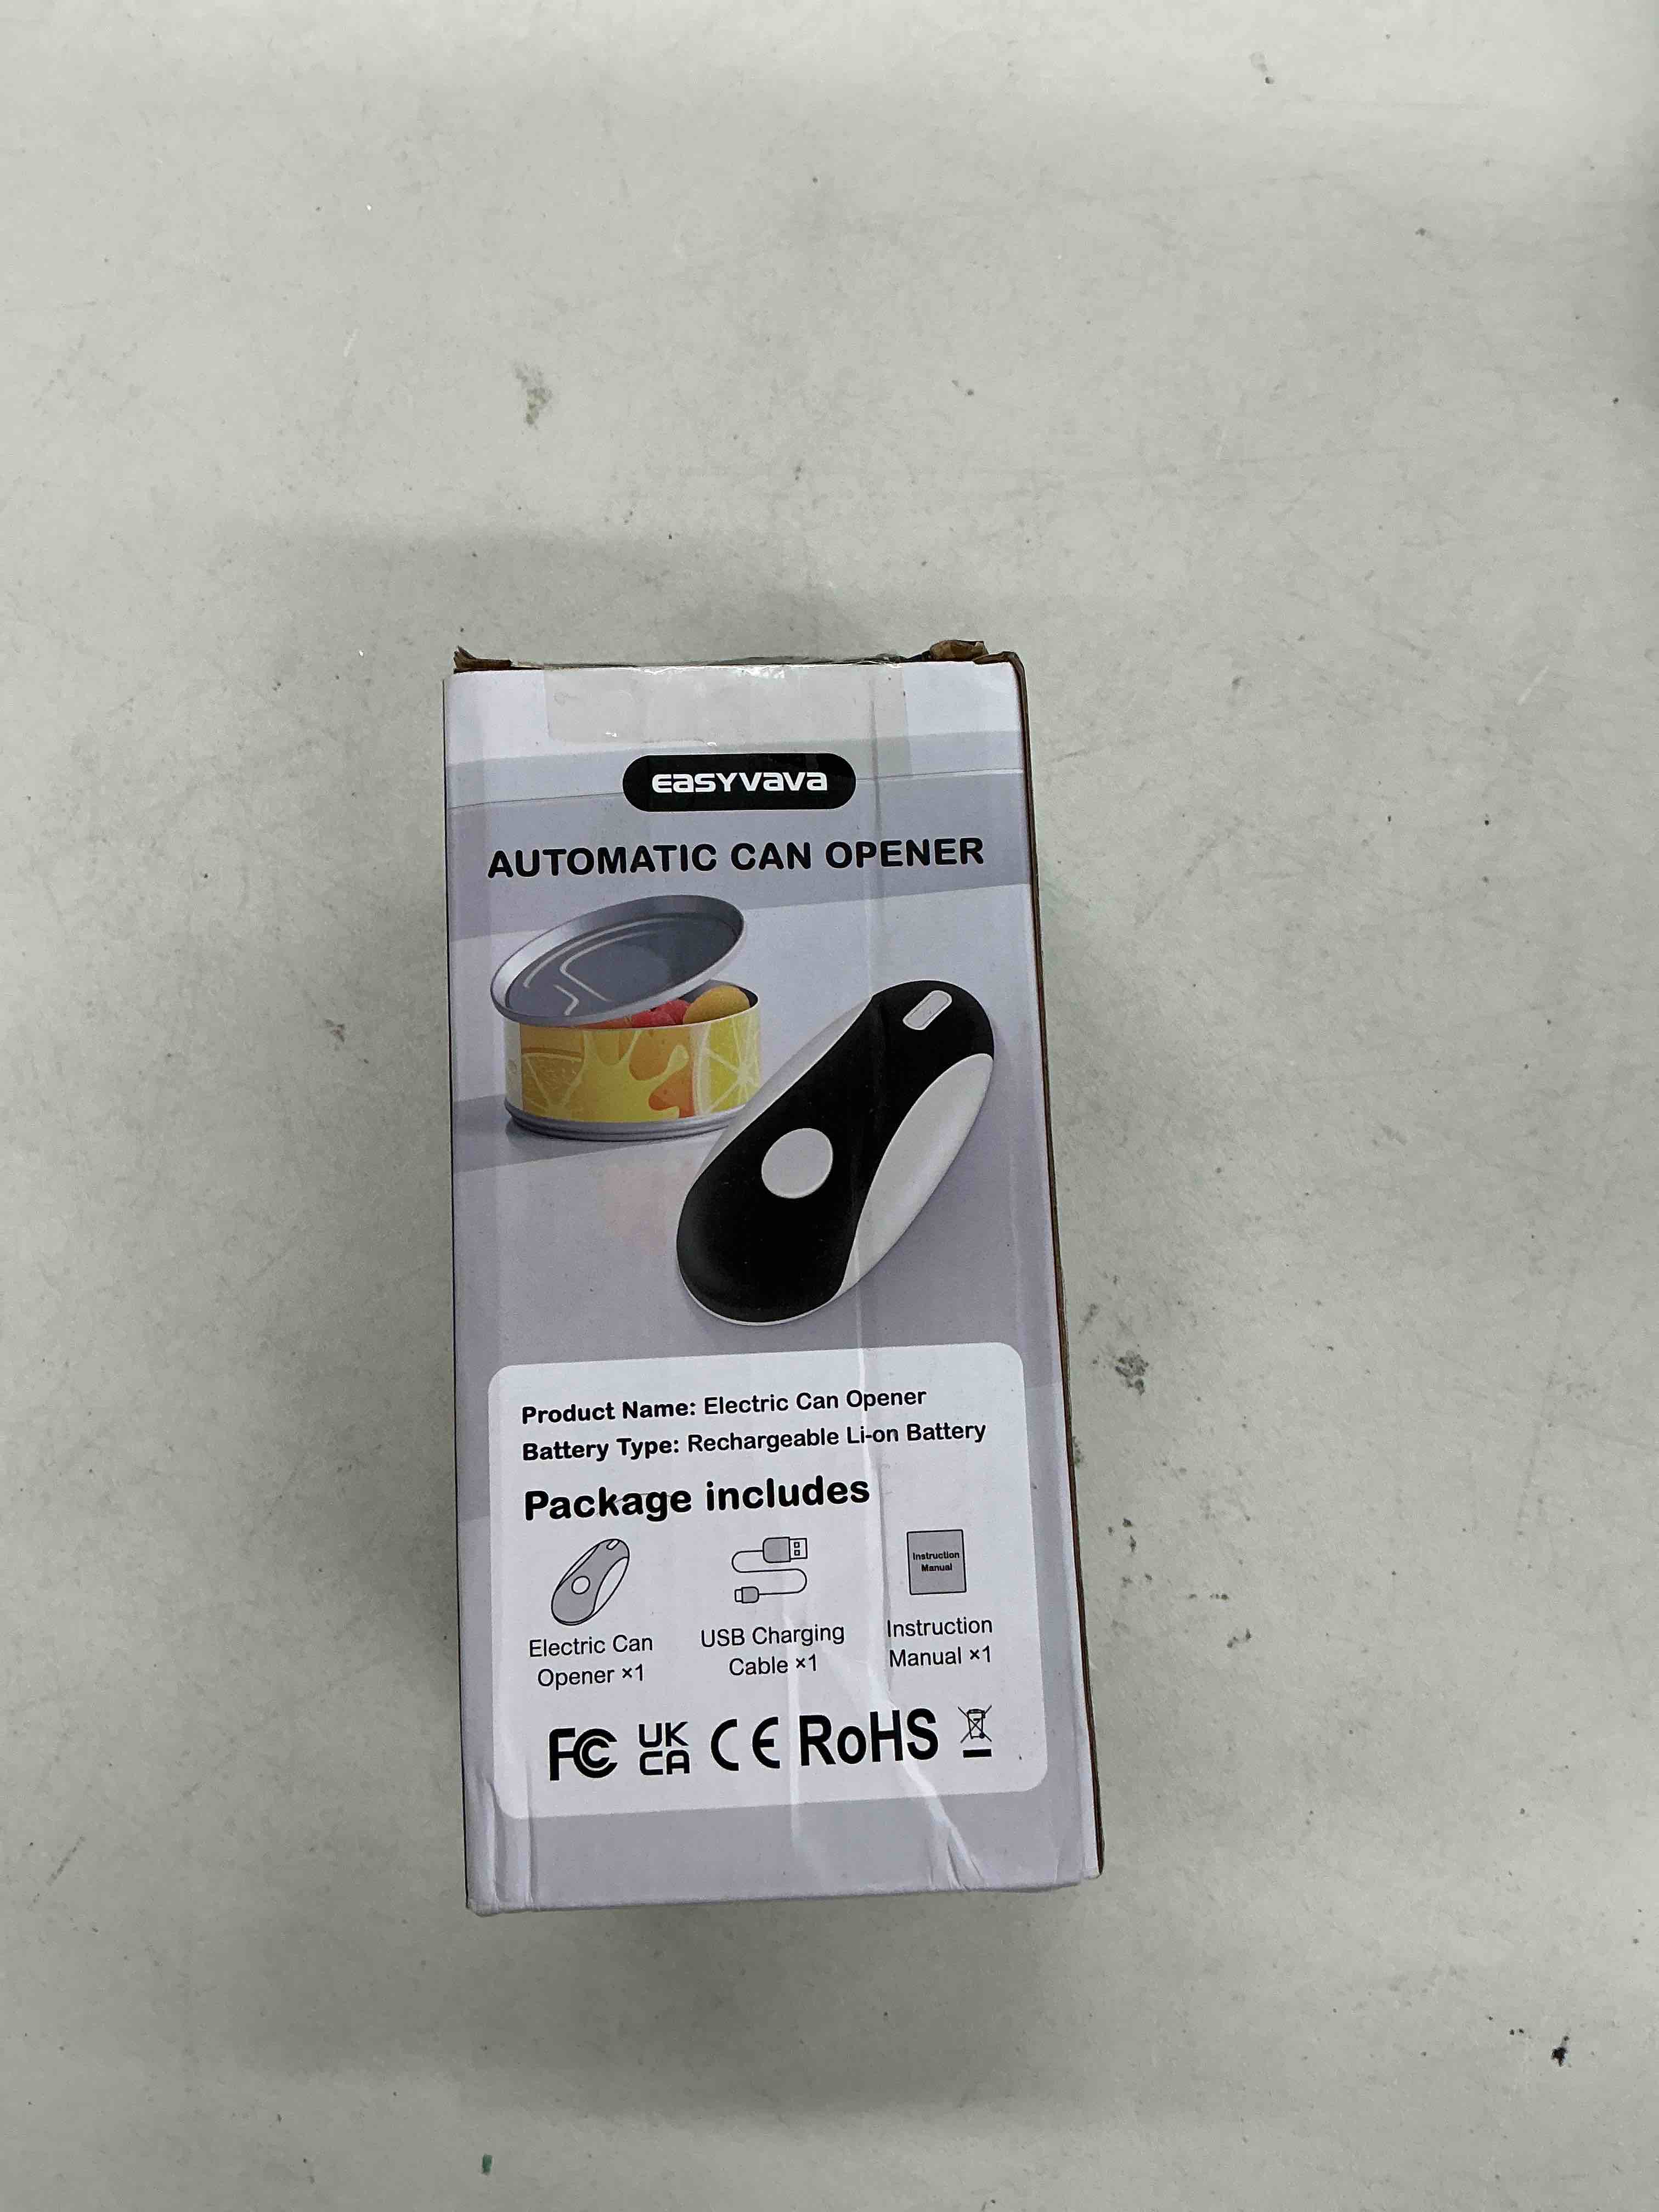 easyvava
AUTOMATIC CAN OPENER
Product Name: Electric Can Opener
Battery Type: Rechargeable Li-on Battery
Package includes
Instruction
Manual
Electric Can
Opener ×1
USB Charging
Cable ×1
Instruction
Manual ×1
FC UK CA CE RoHS